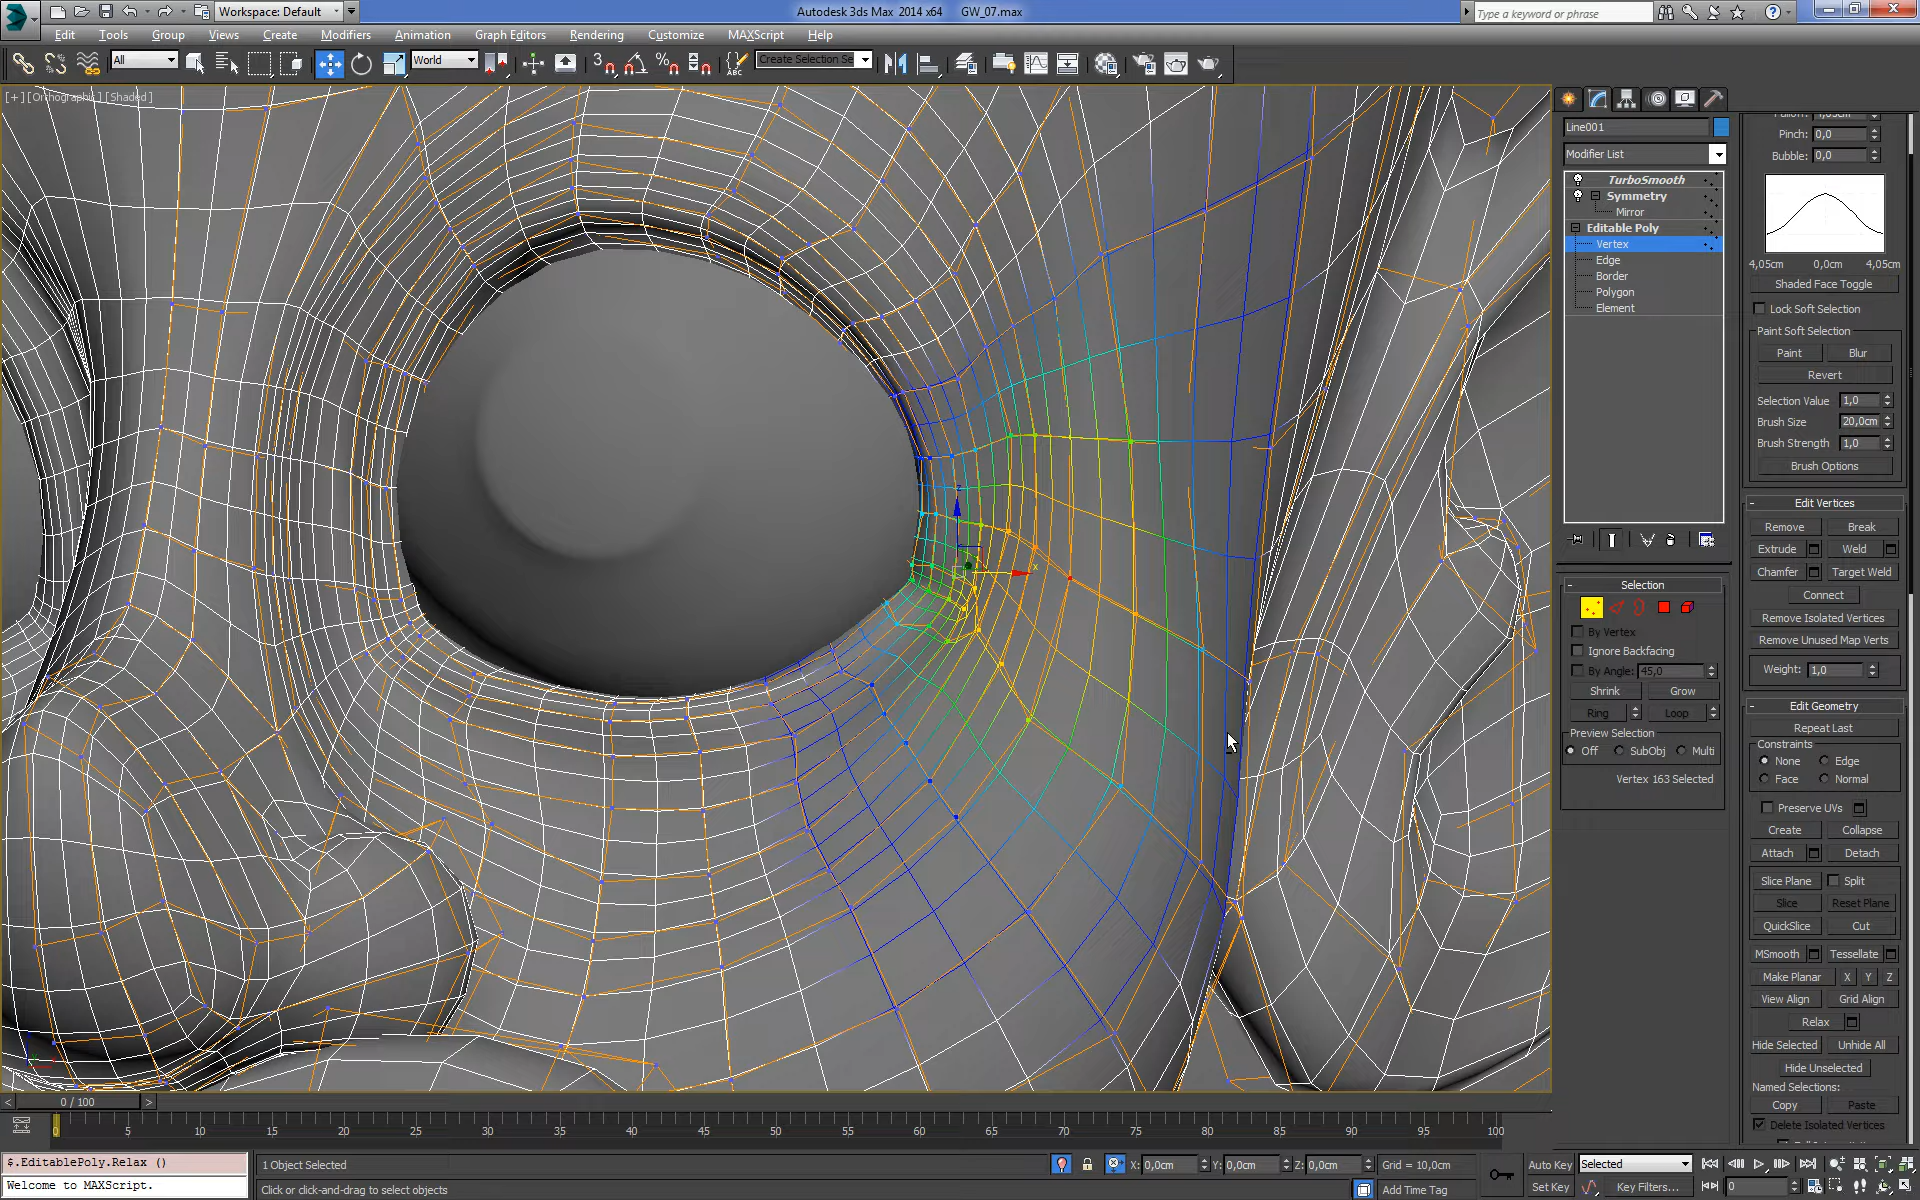 Workspace: Default
Autodesk 3ds Max 2014 x64 GW_07.max
Type a keyword or phrase
Edit Tools Group Views Create Modifiers Animation Graph Editors Rendering Customize MAXScript Help
All
World
3
ABC
Create Selection Se
[+] [Orthographic] [Shaded]
Line001
Modifier List
TurboSmooth
Symmetry
Mirror
Editable Poly
Vertex
Edge
Border
Polygon
Element
Selection
By Vertex
Ignore Backfacing
By Angle: 45,0
Shrink Grow
Ring Loop
Preview Selection
Off SubObj Multi
Vertex 163 Selected
Pinch: 0,0
Bubble: 0,0
4,05cm 0,0cm 4,05cm
Shaded Face Toggle
Lock Soft Selection
Paint Soft Selection
Paint Blur
Revert
Selection Value 1,0
Brush Size 20,0cm
Brush Strength 1,0
Brush Options
Edit Vertices
Remove Break
Extrude Weld
Chamfer Target Weld
Connect
Remove Isolated Vertices
Remove Unused Map Verts
Weight: 1,0
Edit Geometry
Repeat Last
Constraints
None Edge
Face Normal
Preserve UVs
Create Collapse
Attach Detach
Slice Plane Split
Slice Reset Plane
QuickSlice Cut
MSmooth Tessellate
Make Planar X Y Z
View Align Grid Align
Relax
Hide Selected Unhide All
Hide Unselected
Named Selections:
Copy Paste
Delete Isolated Vertices
z
x
0 / 100
0 5 10 15 20 25 30 35 40 45 50 55 60 65 70 75 80 85 90 95 100
$.EditablePoly.Relax ()
Welcome to MAXScript.
1 Object Selected
Click or click-and-drag to select objects
X: 0,0cm Y: 0,0cm Z: 0,0cm Grid = 10,0cm
Add Time Tag
Auto Key Selected
Set Key Key Filters...
0